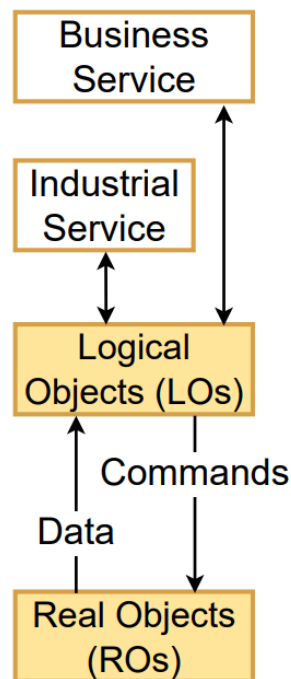 Business
Service
Industrial
Service
Logical
Objects (LOs)
Commands
Data
Real Objects
(ROs)